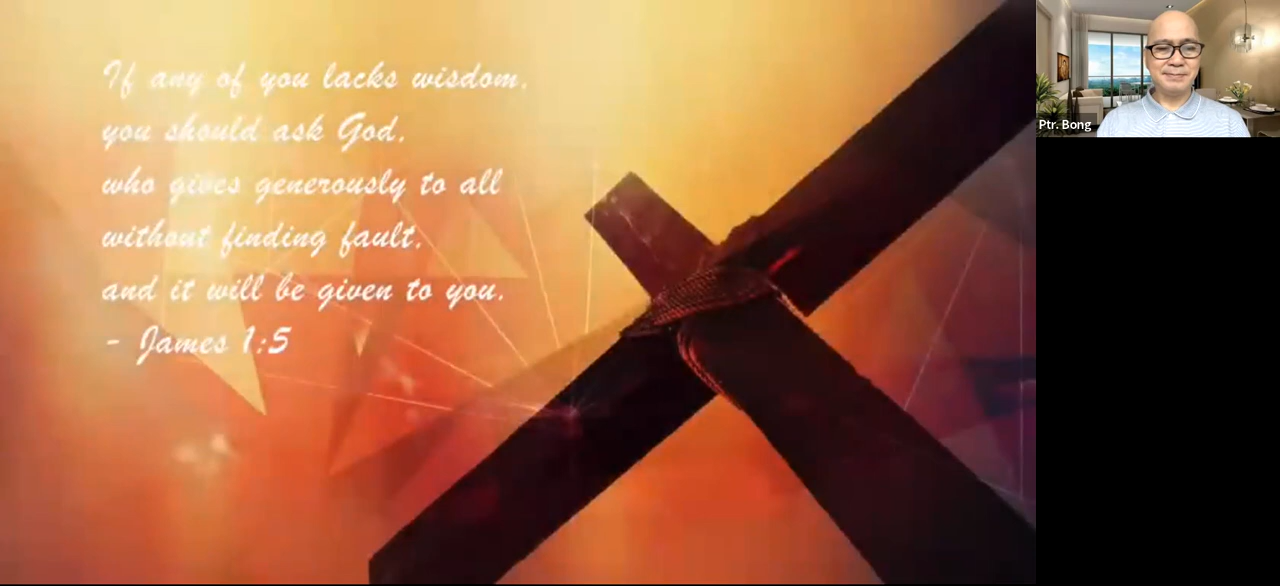 If any of you lacks wisdom,
you should ask God,
who gives generously to all
without finding fault,
and it will be given to you.
- James 1:5
Ptr. Bong